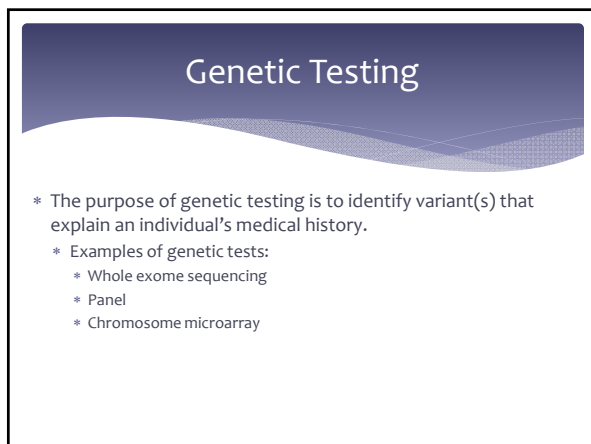 Genetic Testing
* The purpose of genetic testing is to identify variant(s) that
explain an individual's medical history.
* Examples of genetic tests:
* Whole exome sequencing
* Panel
* Chromosome microarray